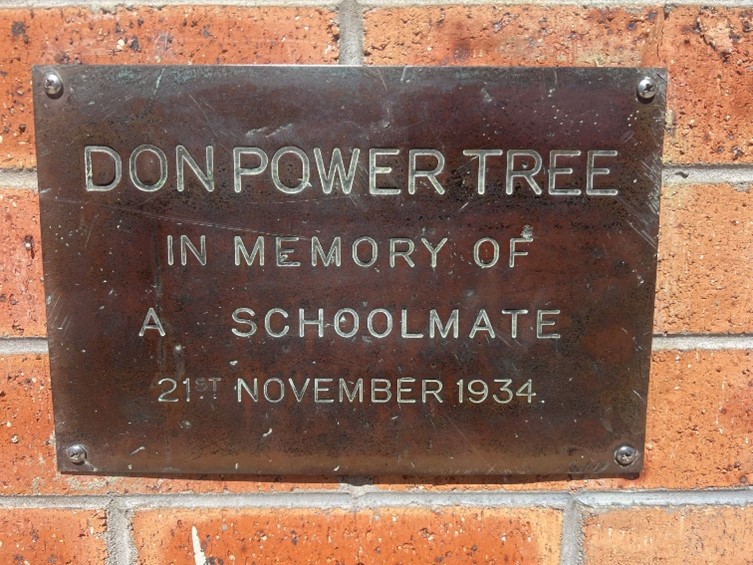 DON POWER TREE
IN MEMORY OF
A SCHOOLMATE
21ST NOVEMBER 1934.